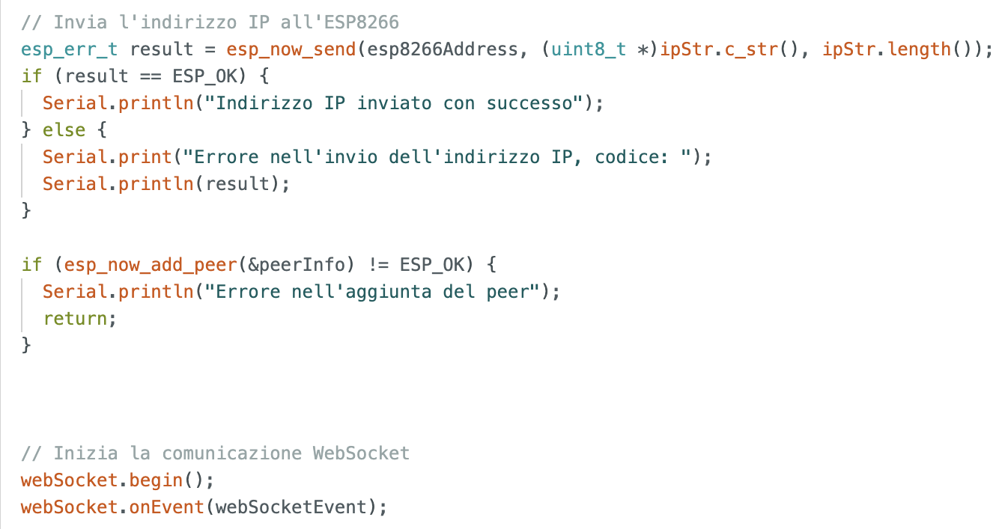 // Invia l'indirizzo IP all'ESP8266
esp_err_t result = esp_now_send(esp8266Address, (uint8_t *)ipStr.c_str(), ipStr.length());
if (result == ESP_OK) {
  Serial.println("Indirizzo IP inviato con successo");
} else {
  Serial.print("Errore nell'invio dell'indirizzo IP, codice: ");
  Serial.println(result);
}
if (esp_now_add_peer(&peerInfo) != ESP_OK) {
  Serial.println("Errore nell'aggiunta del peer");
  return;
}
// Inizia la comunicazione WebSocket
webSocket.begin();
webSocket.onEvent(webSocketEvent);